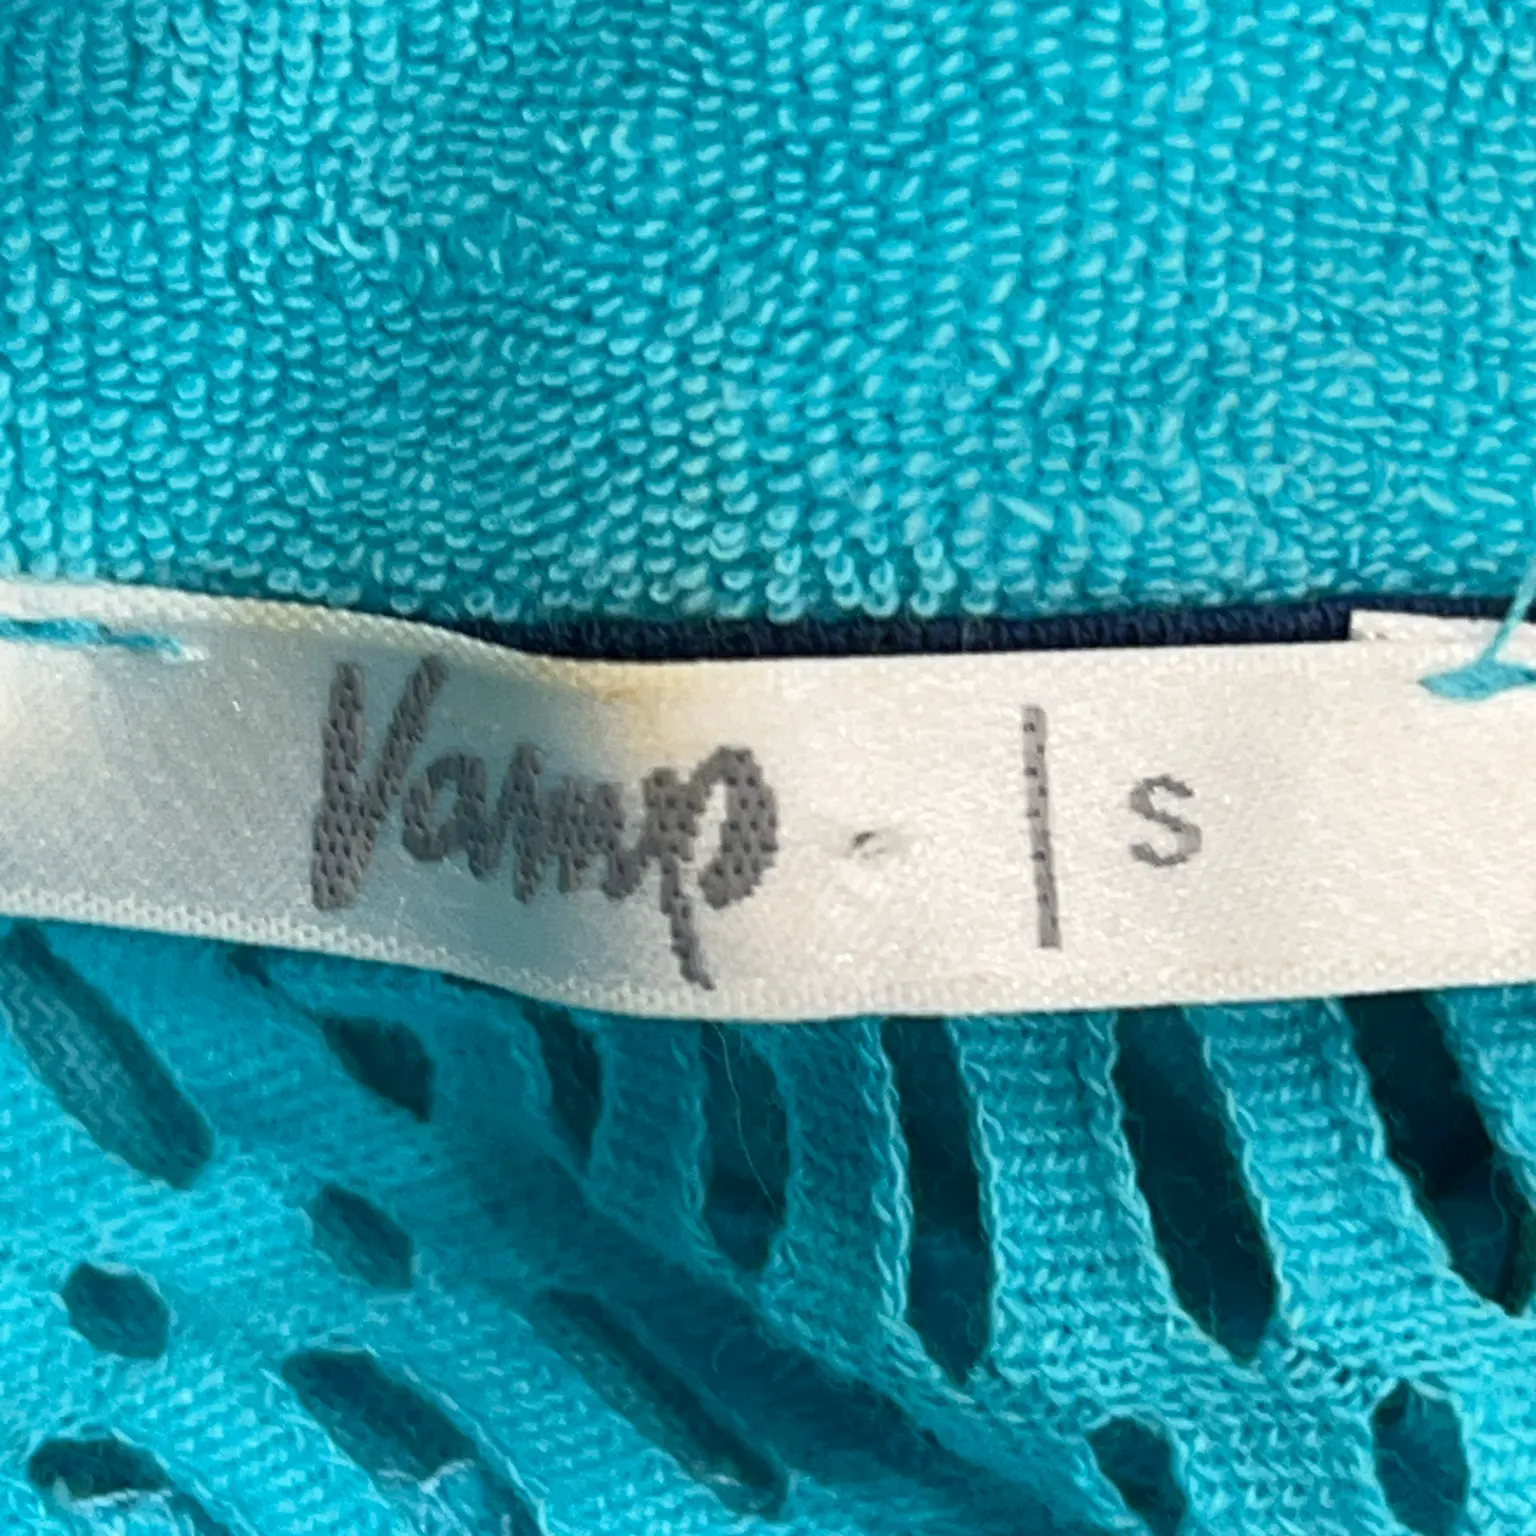 Vamp. | S